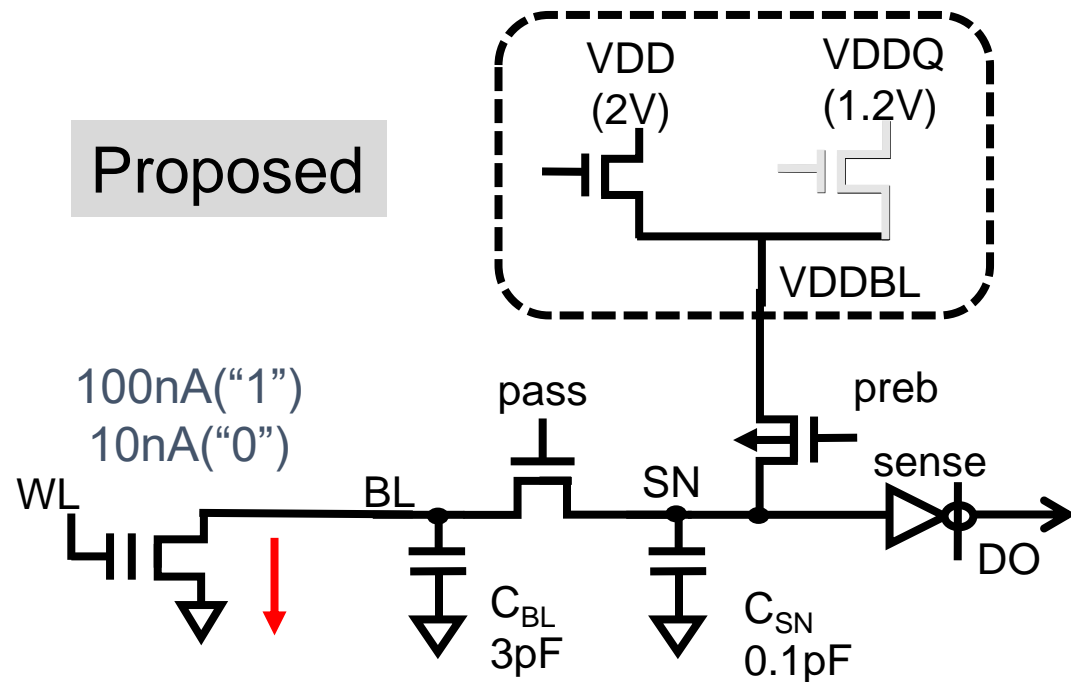 VDD
(2V)
VDDQ
(1.2V)
Proposed
VDDBL
100nA(“1”)
10nA(“0”)
pass
preb
sense
WL
BL
SN
DO
C_BL
3pF
C_SN
0.1pF